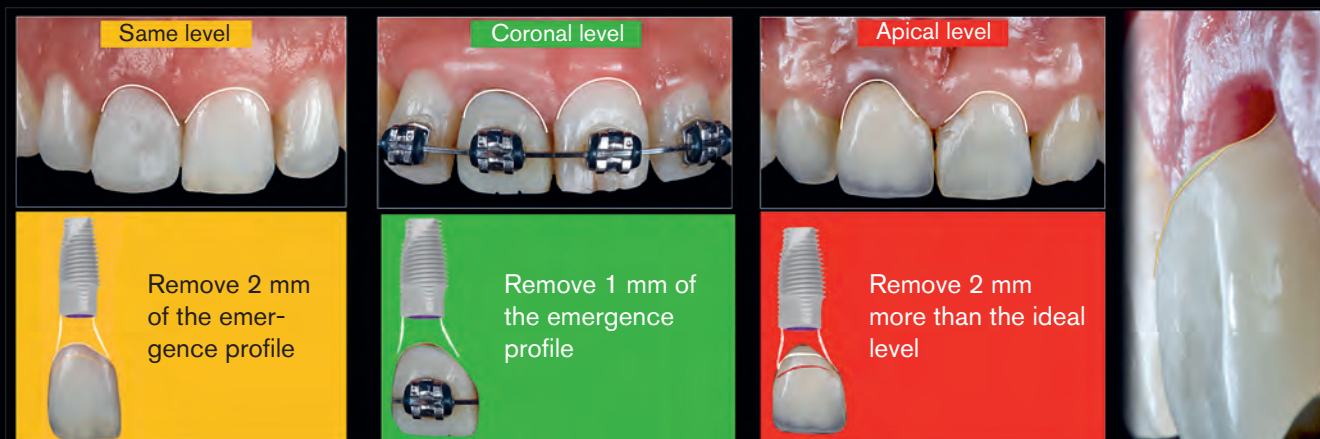 Same level
Coronal level
Apical level
Remove 2 mm
of the emer-
gence profile
Remove 1 mm of
the emergence
profile
Remove 2 mm
more than the ideal
level